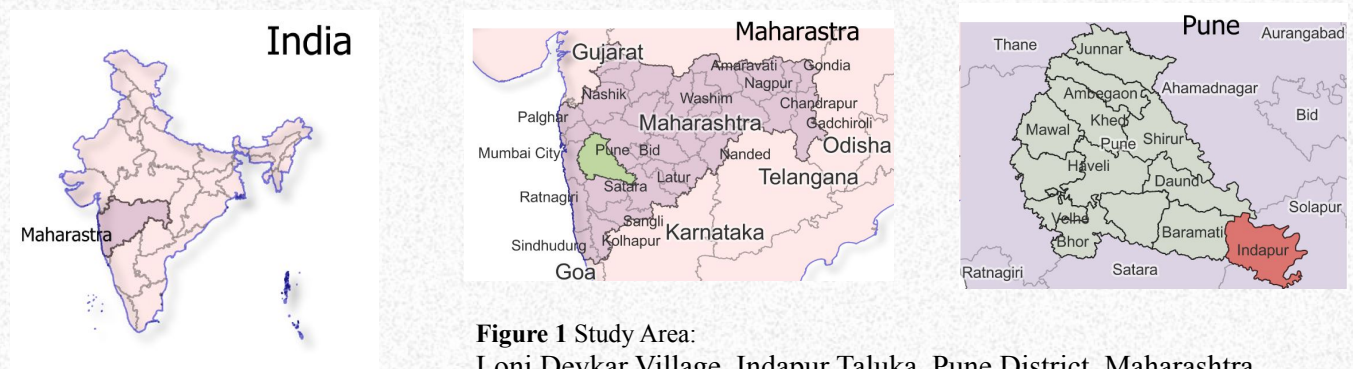 India
Maharastra
Maharastra
Gujarat
Amaravati
Gondia
Nagpur
Nashik
Washim
Chandrapur
Palghar
Maharashtra
Gadchiroli
Odisha
Mumbai City
Pune
Bid
Nanded
Telangana
Latur
Satara
Ratnagiri
Sangli
Karnataka
Sindhudurg
Kolhapur
Goa
Pune
Aurangabad
Thane
Junnar
Ahamadnagar
Ambegaon
Bid
Khed
Mawal
Pune
Shirur
Haveli
Daund
Solapur
Velhe
Baramati
Bhor
Indapur
Ratnagiri
Satara
Figure 1 Study Area:
Loni Devkar Village, Indapur Taluka, Pune District, Maharashtra